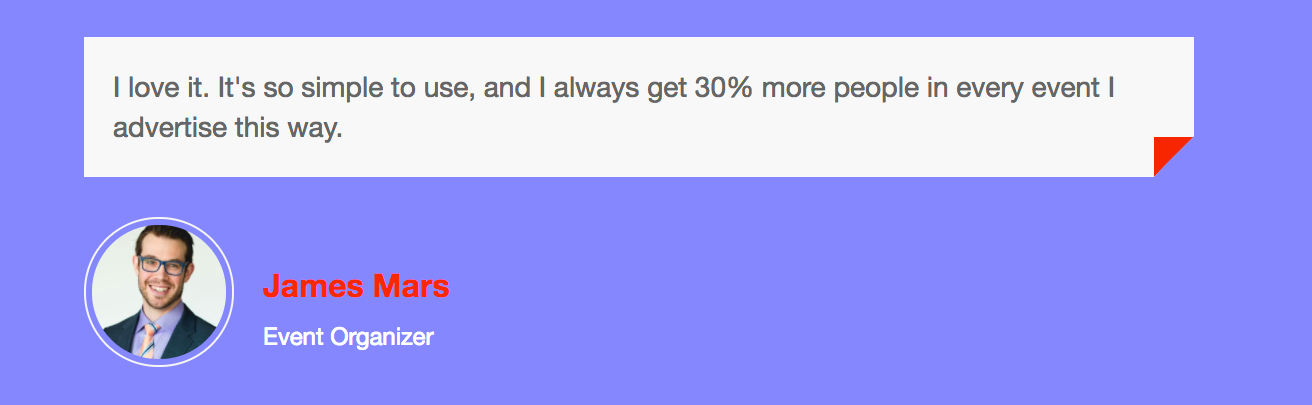 I love it. It's so simple to use, and I always get 30% more people in every event I
advertise this way.
James Mars
Event Organizer